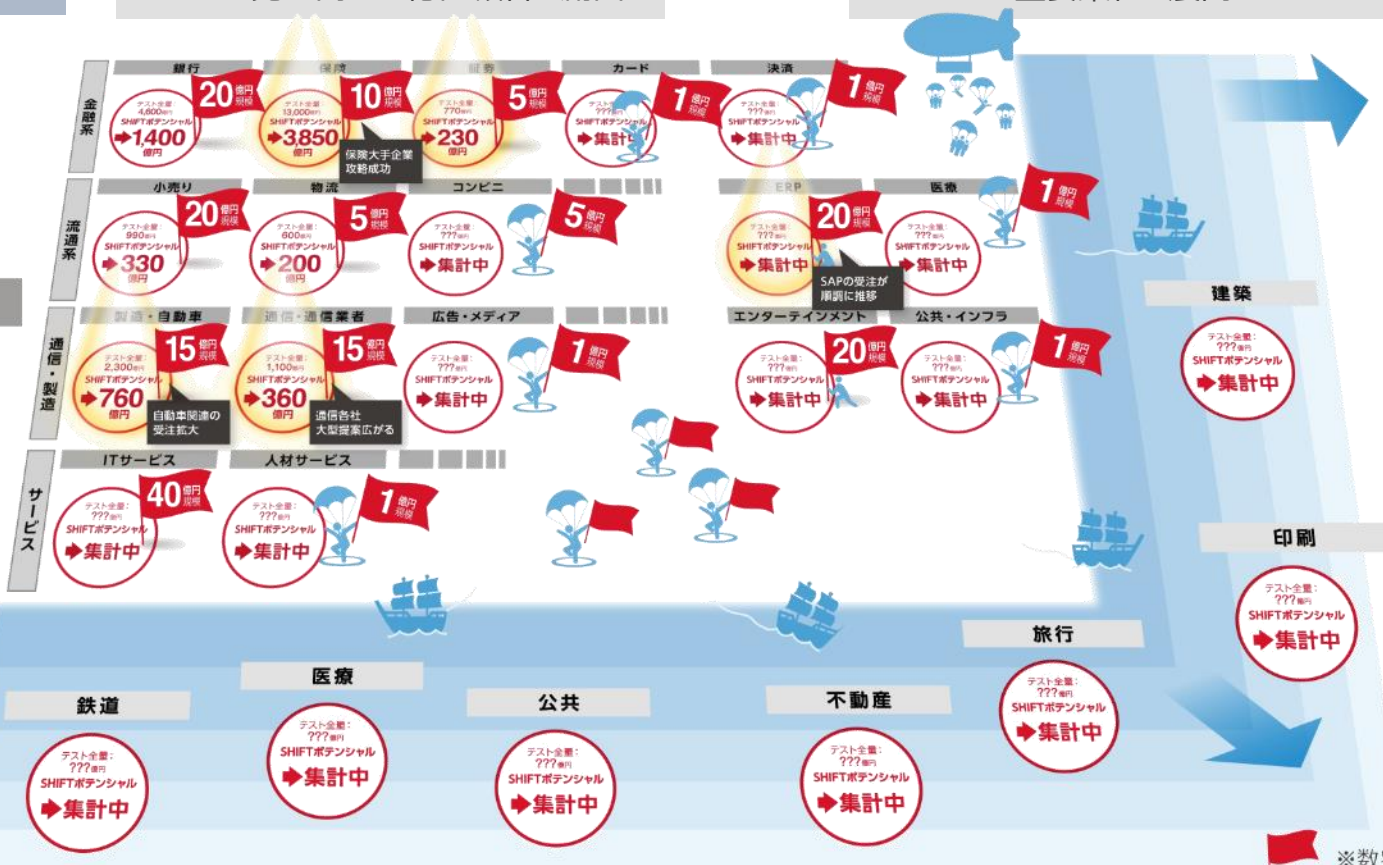 銀行
保険
証券
カード
決済
金融系
テスト全量:
4,600億円
SHIFTポテンシャル
➡1,400
億円
20億円
規模
テスト全量:
13,000億円
SHIFTポテンシャル
➡3,850
億円
10億円
規模
保険大手企業
攻略成功
テスト全量:
770億円
SHIFTポテンシャル
➡230
億円
5億円
規模
テスト全量:
???億円
SHIFTポテンシャル
➡集計中
1億円
規模
テスト全量:
???億円
SHIFTポテンシャル
➡集計中
1億円
規模
流通系
小売り
物流
コンビニ
ERP
医療
テスト全量:
990億円
SHIFTポテンシャル
➡330
億円
20億円
規模
テスト全量:
600億円
SHIFTポテンシャル
➡200
億円
5億円
規模
テスト全量:
???億円
SHIFTポテンシャル
➡集計中
5億円
規模
テスト全量:
???億円
SHIFTポテンシャル
➡集計中
20億円
規模
SAPの受注が
順調に推移
テスト全量:
???億円
SHIFTポテンシャル
➡集計中
1億円
規模
通信・製造
製造・自動車
通信・通信業者
広告・メディア
エンターテインメント
公共・インフラ
テスト全量:
2,300億円
SHIFTポテンシャル
➡760
億円
15億円
規模
自動車関連の
受注拡大
テスト全量:
1,100億円
SHIFTポテンシャル
➡360
億円
15億円
規模
通信各社
大型提案広がる
テスト全量:
???億円
SHIFTポテンシャル
➡集計中
1億円
規模
テスト全量:
???億円
SHIFTポテンシャル
➡集計中
20億円
規模
テスト全量:
???億円
SHIFTポテンシャル
➡集計中
1億円
規模
サービス
ITサービス
人材サービス
テスト全量:
???億円
SHIFTポテンシャル
➡集計中
40億円
規模
テスト全量:
???億円
SHIFTポテンシャル
➡集計中
1億円
規模
建築
テスト全量:
???億円
SHIFTポテンシャル
➡集計中
印刷
テスト全量:
???億円
SHIFTポテンシャル
➡集計中
旅行
テスト全量:
???億円
SHIFTポテンシャル
➡集計中
鉄道
テスト全量:
???億円
SHIFTポテンシャル
➡集計中
医療
テスト全量:
???億円
SHIFTポテンシャル
➡集計中
公共
テスト全量:
???億円
SHIFTポテンシャル
➡集計中
不動産
テスト全量:
???億円
SHIFTポテンシャル
➡集計中
※数